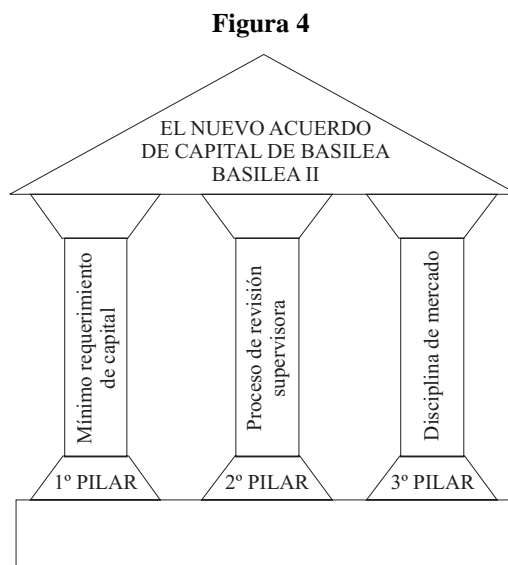 Figura 4
EL NUEVO ACUERDO
DE CAPITAL DE BASILEA
BASILEA II
Mínimo requerimiento
de capital
Proceso de revisión
supervisora
Disciplina de mercado
1º PILAR
2º PILAR
3º PILAR